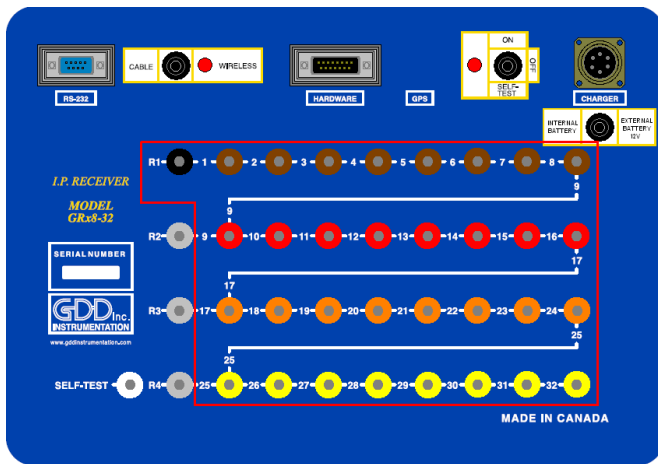 ON
OFF
CABLE
WIRELESS
SELF-
TEST
RS-232
HARDWARE
GPS
CHARGER
INTERNAL
BATTERY
EXTERNAL
BATTERY
12V
R1 1 2 3 4 5 6 7 8
9
I.P. RECEIVER
MODEL
GRx8-32
9
R2 9 10 11 12 13 14 15 16
17
SERIAL NUMBER
17
GDD Inc.
INSTRUMENTATION
R3 17 18 19 20 21 22 23 24
25
www.gddinstrumentation.com
25
SELF-TEST R4 25 26 27 28 29 30 31 32
MADE IN CANADA